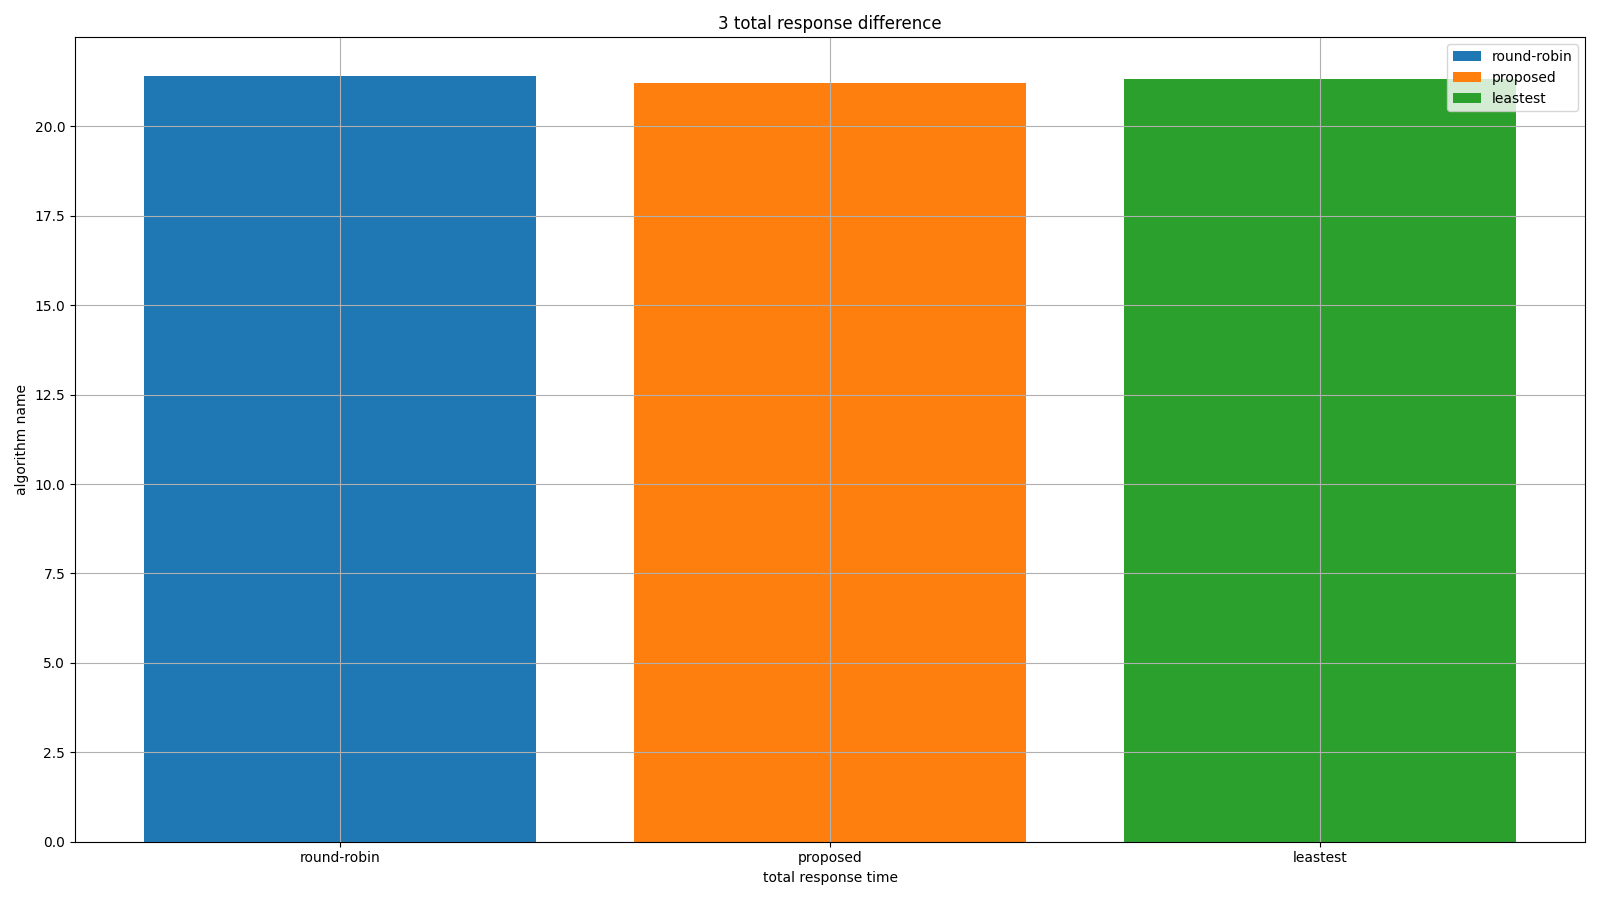 3 total response difference
round-robin
proposed
leastest
algorithm name
20.0
17.5
15.0
12.5
10.0
7.5
5.0
2.5
0.0
round-robin proposed leastest
total response time